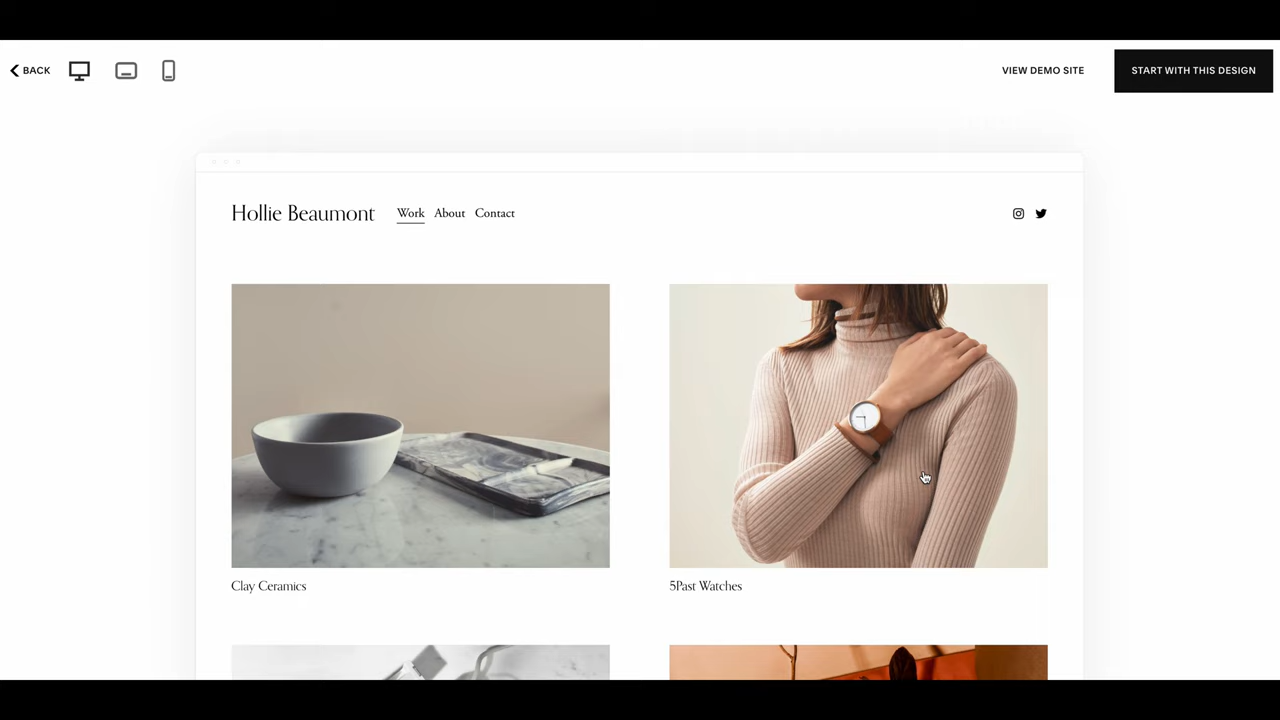 BACK
VIEW DEMO SITE
START WITH THIS DESIGN
Hollie Beaumont
Work About Contact
Clay Ceramics
5Past Watches